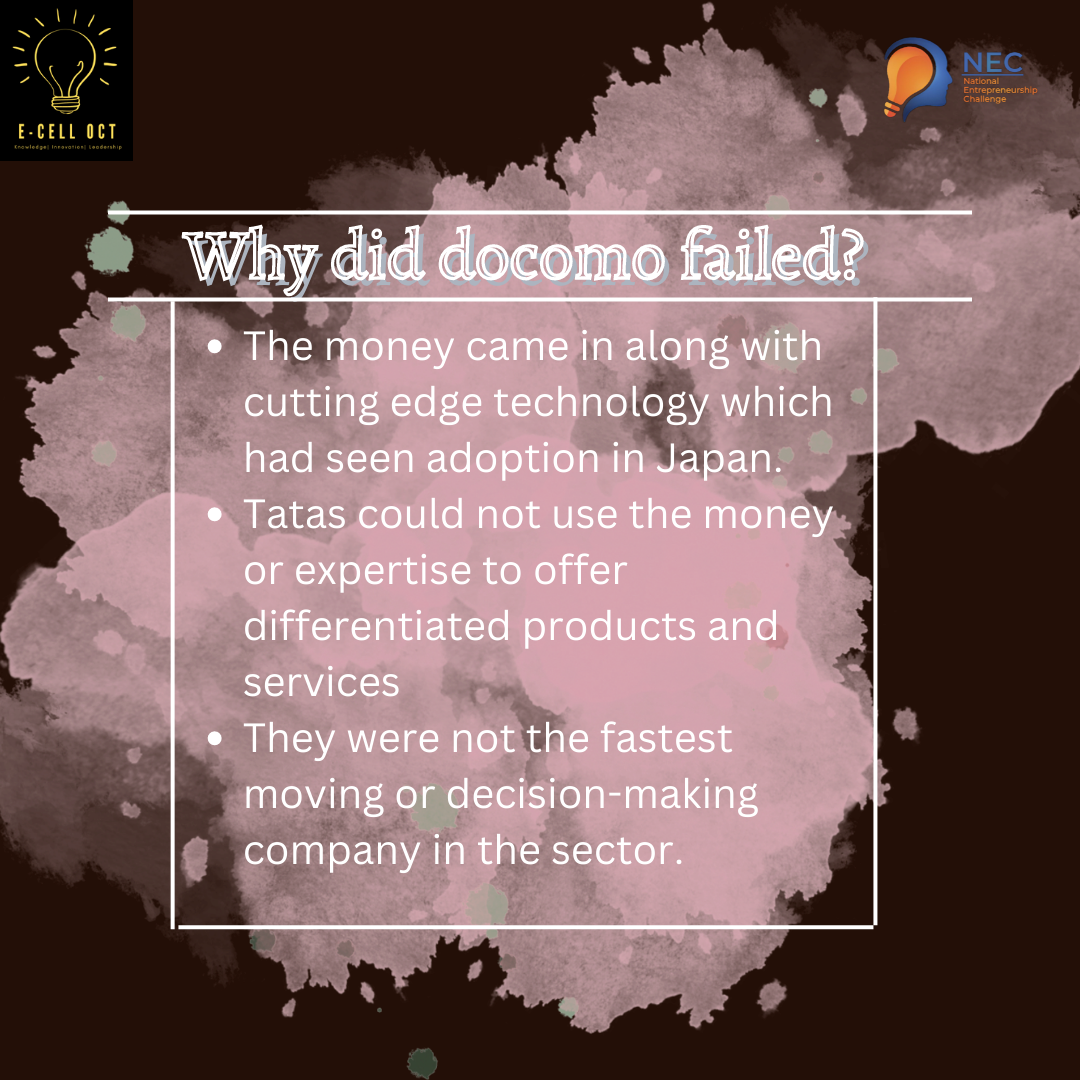 E-CELL OCT
Knowledge| Innovation| Leadership
NEC
National
Entrepreneurship
Challenge
Why did docomo failed?
• The money came in along with
cutting edge technology which
had seen adoption in Japan.
• Tatas could not use the money
or expertise to offer
differentiated products and
services
• They were not the fastest
moving or decision-making
company in the sector.